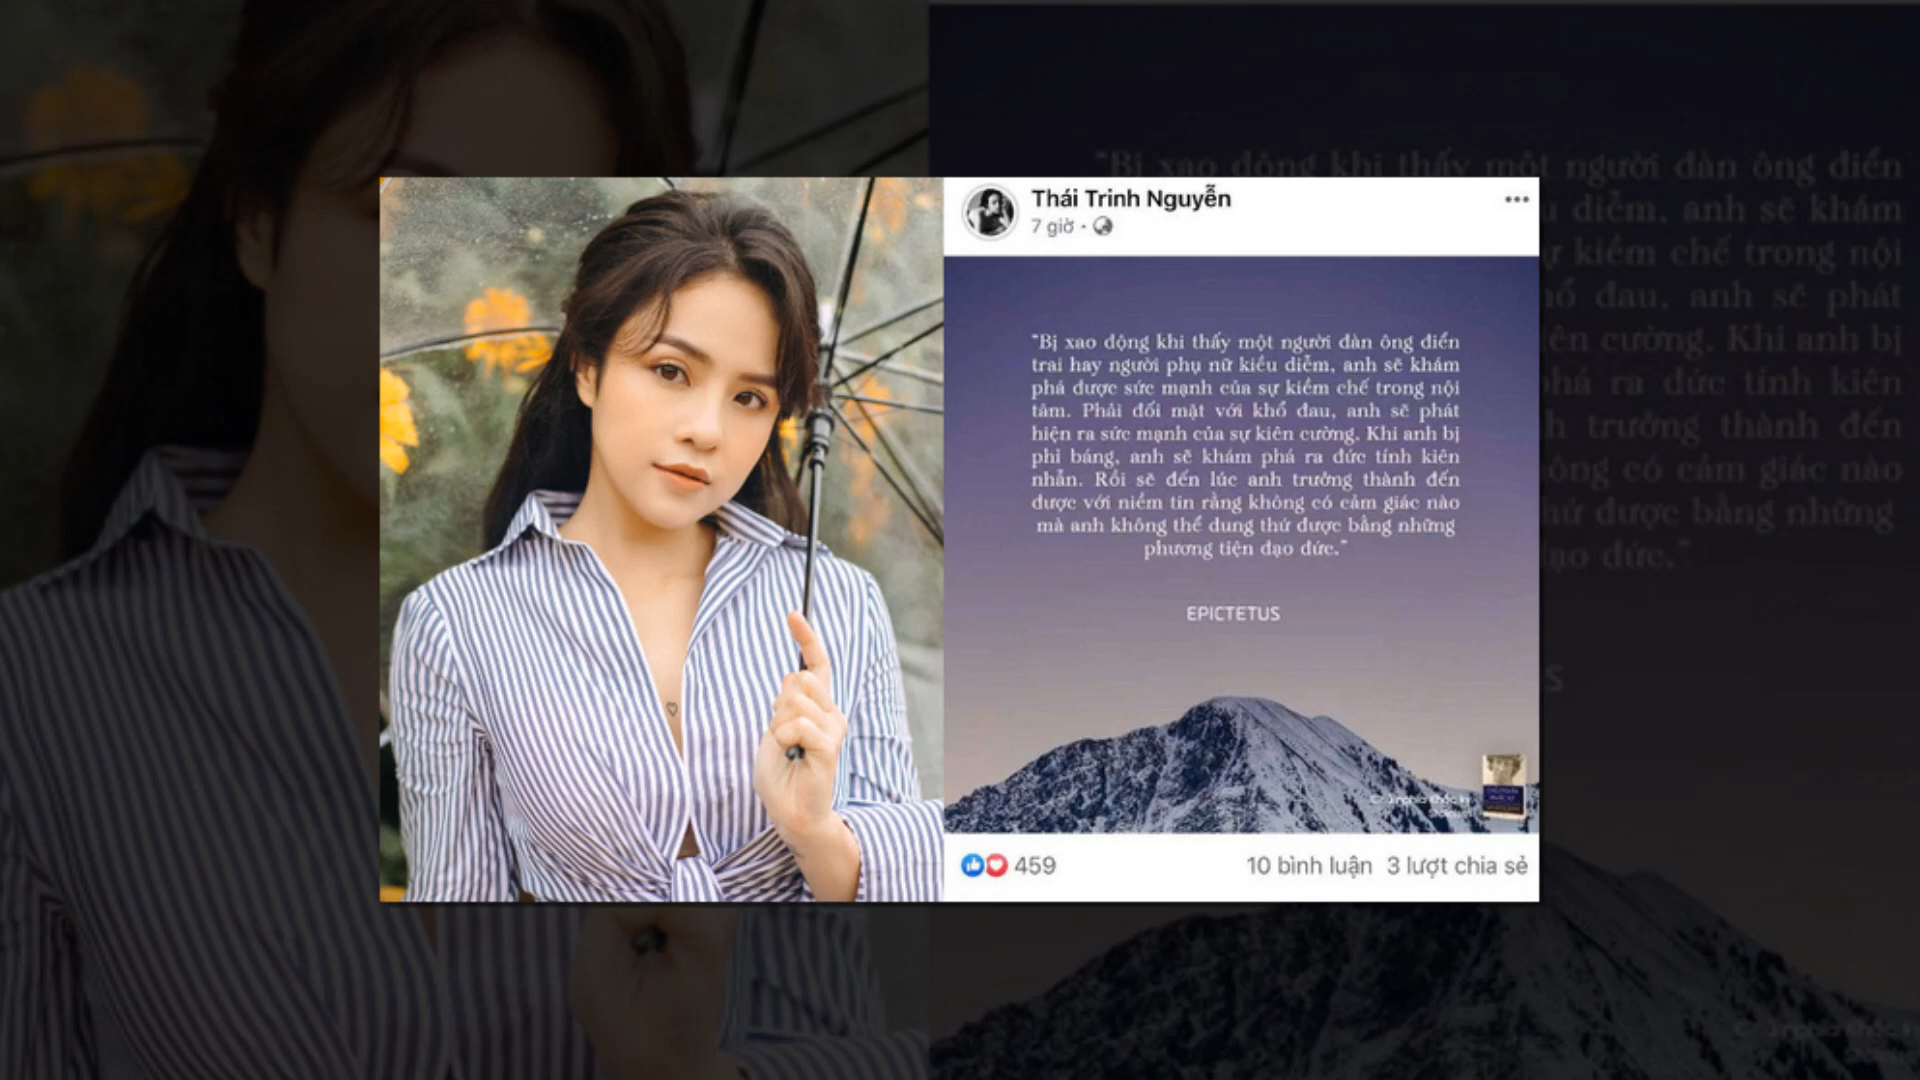 Thái Trinh Nguyễn
7 giờ ·
"Bị xao động khi thấy một người đàn ông điển
trai hay người phụ nữ kiều diễm, anh sẽ khám
phá được sức mạnh của sự kiềm chế trong nội
tâm. Phải đối mặt với khổ đau, anh sẽ phát
hiện ra sức mạnh của sự kiên cường. Khi anh bị
phỉ báng, anh sẽ khám phá ra đức tính kiên
nhẫn. Rồi sẽ đến lúc anh trưởng thành đến
được với niềm tin rằng không có cảm giác nào
mà anh không thể dung thứ được bằng những
phương tiện đạo đức."
EPICTETUS
459
10 bình luận 3 lượt chia sẻ